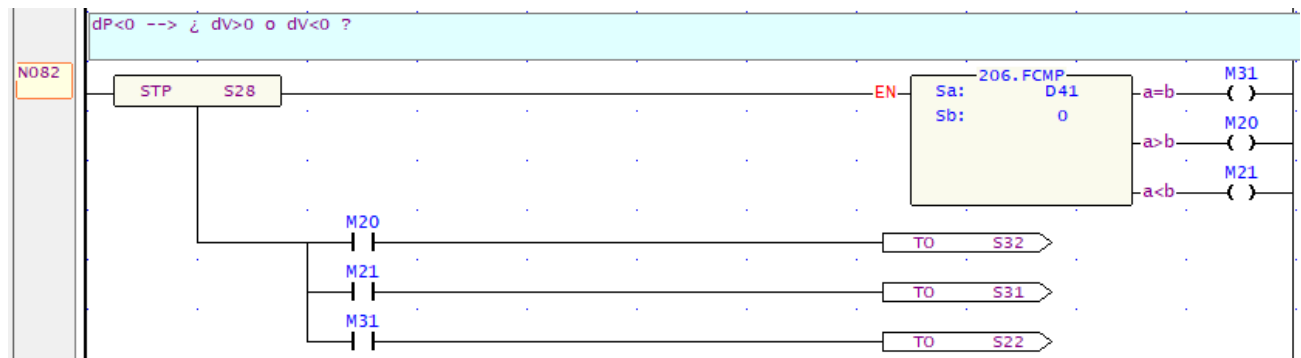 dP<0 --> ¿ dV>0 o dV<0 ?
N082
STP S28
EN
206.FCMP
Sa: D41
Sb: 0
a=b
M31
a>b
M20
a<b
M21
M20
TO S32
M21
TO S31
M31
TO S22